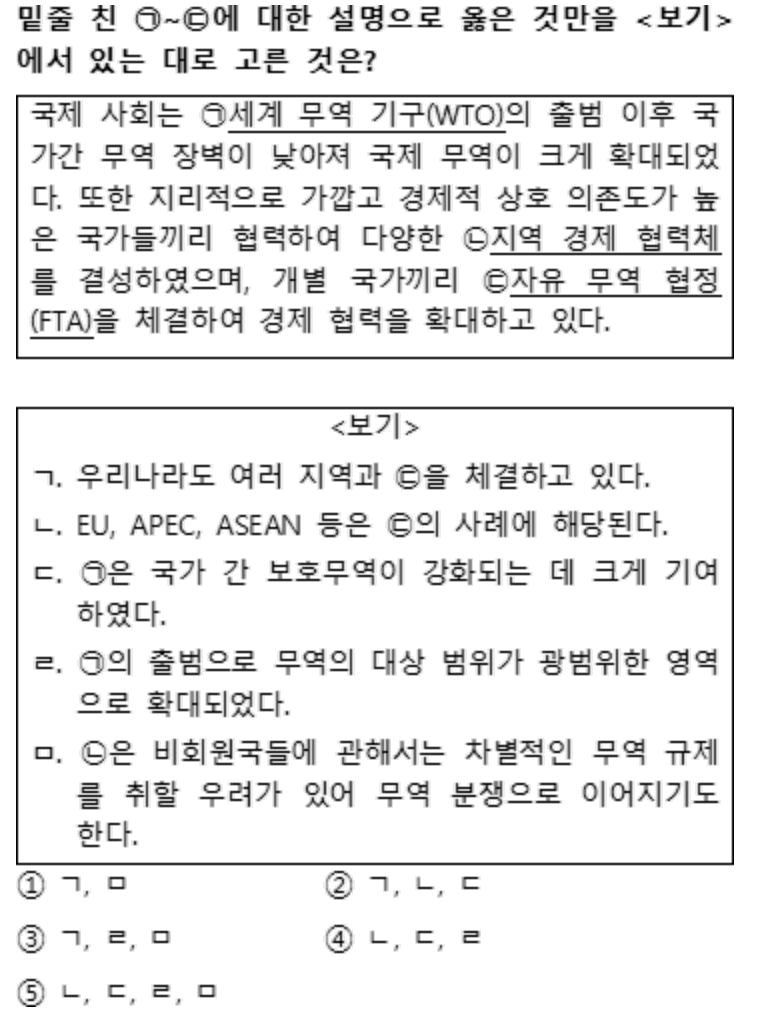 밑줄 친 ㉠~㉢에 대한 설명으로 옳은 것만을 <보기>
에서 있는 대로 고른 것은?
국제 사회는 ㉠세계 무역 기구(WTO)의 출범 이후 국
가간 무역 장벽이 낮아져 국제 무역이 크게 확대되었
다. 또한 지리적으로 가깝고 경제적 상호 의존도가 높
은 국가들끼리 협력하여 다양한 ㉡지역 경제 협력체
를 결성하였으며, 개별 국가끼리 ㉢자유 무역 협정
(FTA)을 체결하여 경제 협력을 확대하고 있다.
<보기>
ㄱ. 우리나라도 여러 지역과 ㉢을 체결하고 있다.
ㄴ. EU, APEC, ASEAN 등은 ㉢의 사례에 해당된다.
ㄷ. ㉠은 국가 간 보호무역이 강화되는 데 크게 기여
하였다.
ㄹ. ㉠의 출범으로 무역의 대상 범위가 광범위한 영역
으로 확대되었다.
ㅁ. ㉡은 비회원국들에 관해서는 차별적인 무역 규제
를 취할 우려가 있어 무역 분쟁으로 이어지기도
한다.
① ㄱ, ㅁ ② ㄱ, ㄴ, ㄷ
③ ㄱ, ㄹ, ㅁ ④ ㄴ, ㄷ, ㄹ
⑤ ㄴ, ㄷ, ㄹ, ㅁ